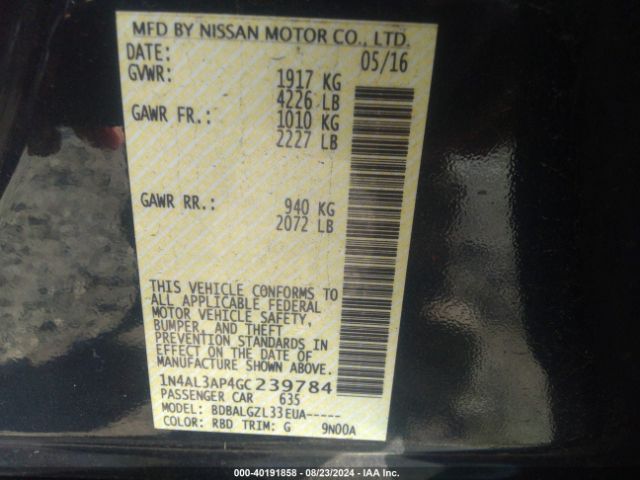 MFD BY NISSAN MOTOR CO., LTD.
DATE: 05/16
GVWR: 1917 KG
4226 LB
GAWR FR.: 1010 KG
2227 LB
GAWR RR.: 940 KG
2072 LB
THIS VEHICLE CONFORMS TO
ALL APPLICABLE FEDERAL
MOTOR VEHICLE SAFETY,
BUMPER, AND THEFT
PREVENTION STANDARDS IN
EFFECT ON THE DATE OF
MANUFACTURE SHOWN ABOVE.
1N4AL3AP4GC239784
PASSENGER CAR 635
MODEL: BDBALGZL33EUA-----
COLOR: RBD TRIM: G 9N00A
000-40191858 - 08/23/2024 - IAA Inc.